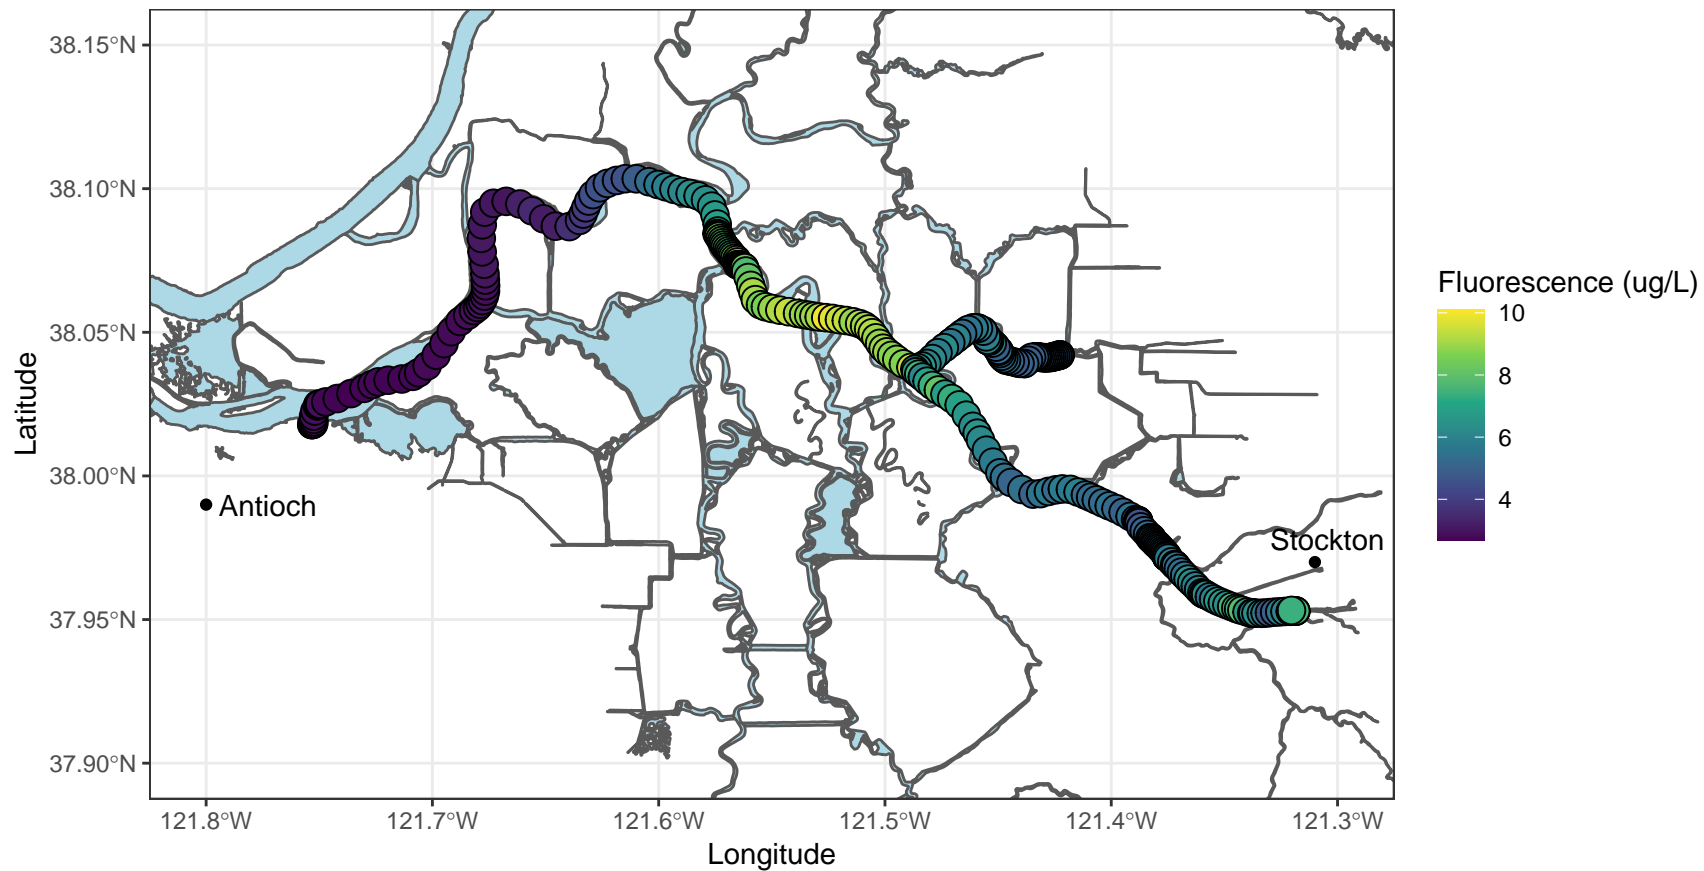 38.15°N
38.10°N
38.05°N
38.00°N
37.95°N
37.90°N
Latitude
Antioch
Stockton
121.8°W
121.7°W
121.6°W
121.5°W
121.4°W
121.3°W
Longitude
Fluorescence (ug/L)
10
8
6
4